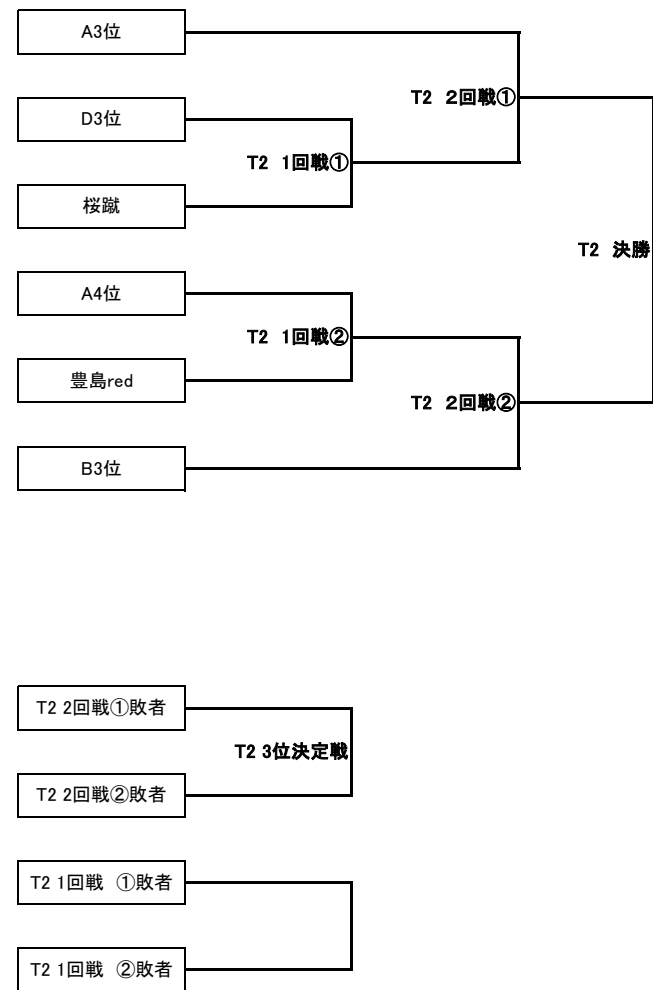 A3位
T2　2回戦①
D3位
T2　1回戦①
桜蹴
T2　決勝
A4位
T2　1回戦②
豊島red
T2　2回戦②
B3位
T2 2回戦①敗者
T2 3位決定戦
T2 2回戦②敗者
T2 1回戦　①敗者
T2 1回戦　②敗者